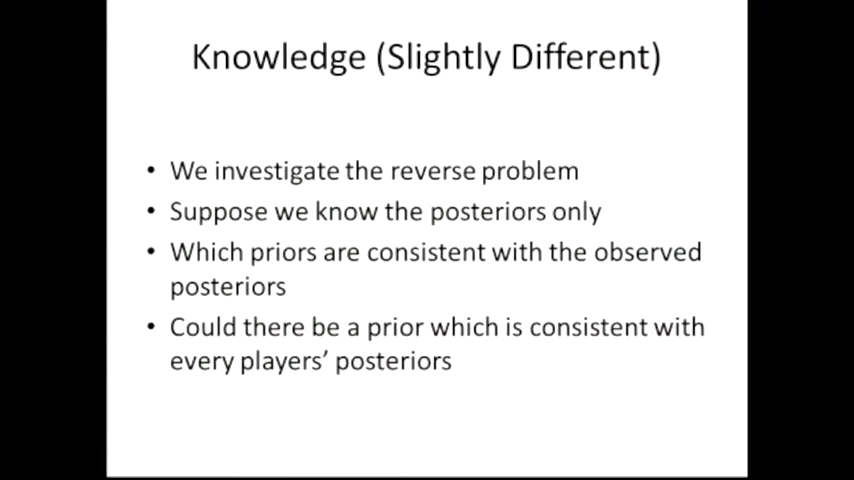 Knowledge (Slightly Different)
• We investigate the reverse problem
• Suppose we know the posteriors only
• Which priors are consistent with the observed
posteriors
• Could there be a prior which is consistent with
every players’ posteriors